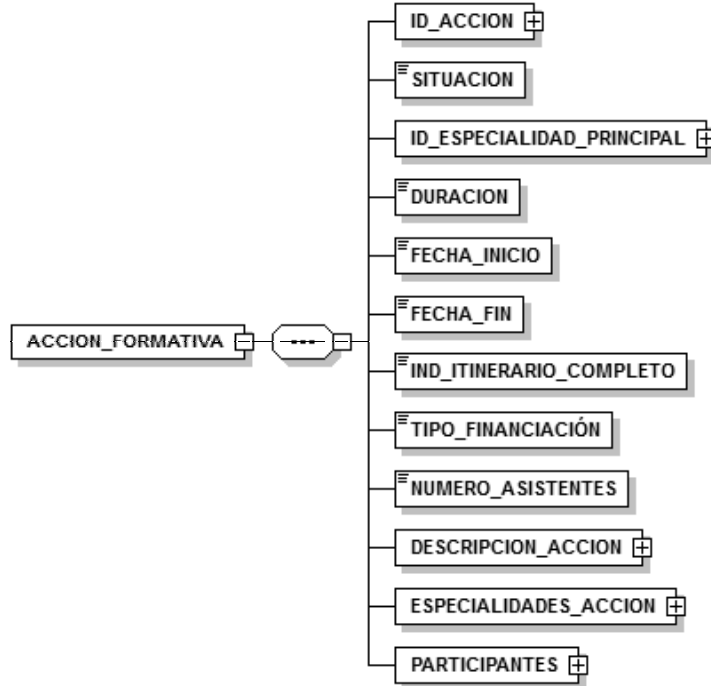 ID_ACCION
SITUACION
ID_ESPECIALIDAD_PRINCIPAL
DURACION
FECHA_INICIO
FECHA_FIN
ACCION_FORMATIVA
IND_ITINERARIO_COMPLETO
TIPO_FINANCIACIÓN
NUMERO_ASISTENTES
DESCRIPCION_ACCION
ESPECIALIDADES_ACCION
PARTICIPANTES